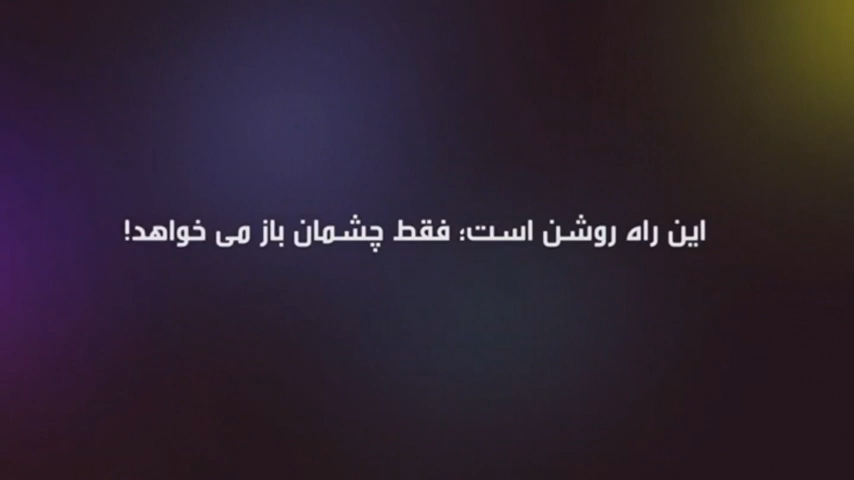 این راه روشن است؛ فقط چشمان باز می خواهد!